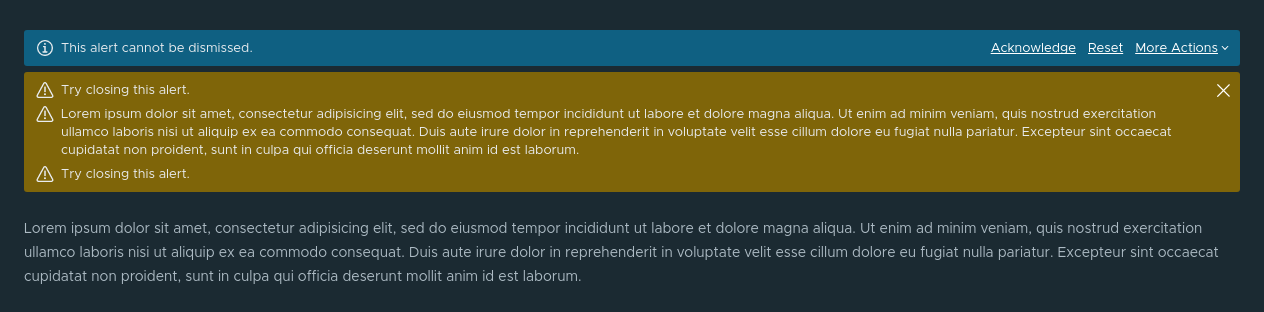 This alert cannot be dismissed. Acknowledge Reset More Actions
Try closing this alert.
Lorem ipsum dolor sit amet, consectetur adipisicing elit, sed do eiusmod tempor incididunt ut labore et dolore magna aliqua. Ut enim ad minim veniam, quis nostrud exercitation
ullamco laboris nisi ut aliquip ex ea commodo consequat. Duis aute irure dolor in reprehenderit in voluptate velit esse cillum dolore eu fugiat nulla pariatur. Excepteur sint occaecat
cupidatat non proident, sunt in culpa qui officia deserunt mollit anim id est laborum.
Try closing this alert.
Lorem ipsum dolor sit amet, consectetur adipisicing elit, sed do eiusmod tempor incididunt ut labore et dolore magna aliqua. Ut enim ad minim veniam, quis nostrud exercitation
ullamco laboris nisi ut aliquip ex ea commodo consequat. Duis aute irure dolor in reprehenderit in voluptate velit esse cillum dolore eu fugiat nulla pariatur. Excepteur sint occaecat
cupidatat non proident, sunt in culpa qui officia deserunt mollit anim id est laborum.